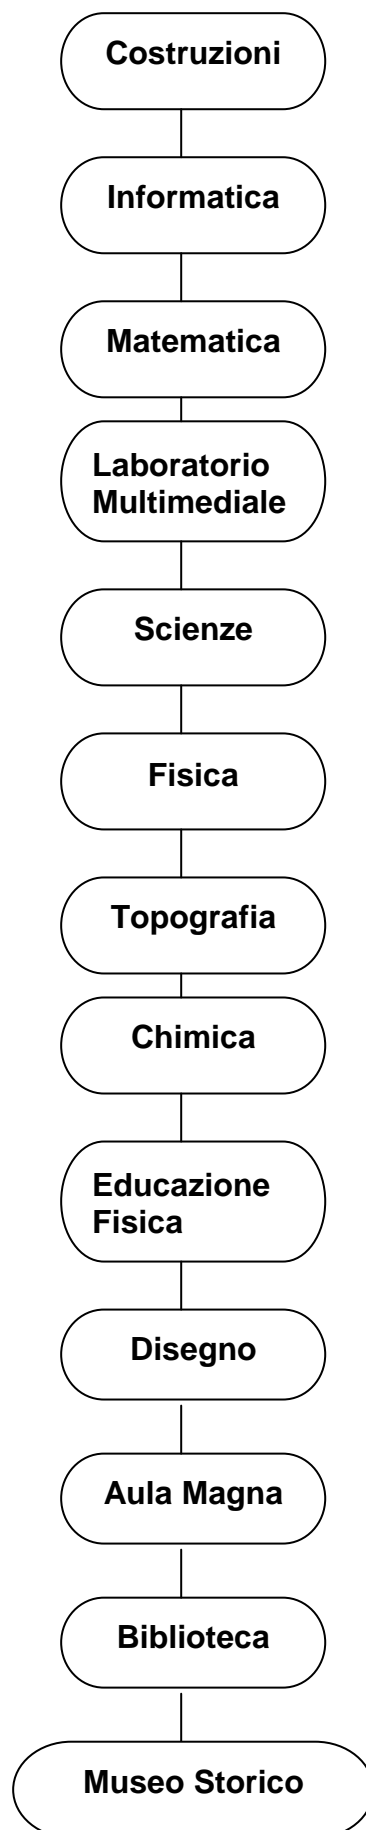 Costruzioni
Informatica
Matematica
Laboratorio
Multimediale
Scienze
Fisica
Topografia
Chimica
Educazione
Fisica
Disegno
Aula Magna
Biblioteca
Museo Storico